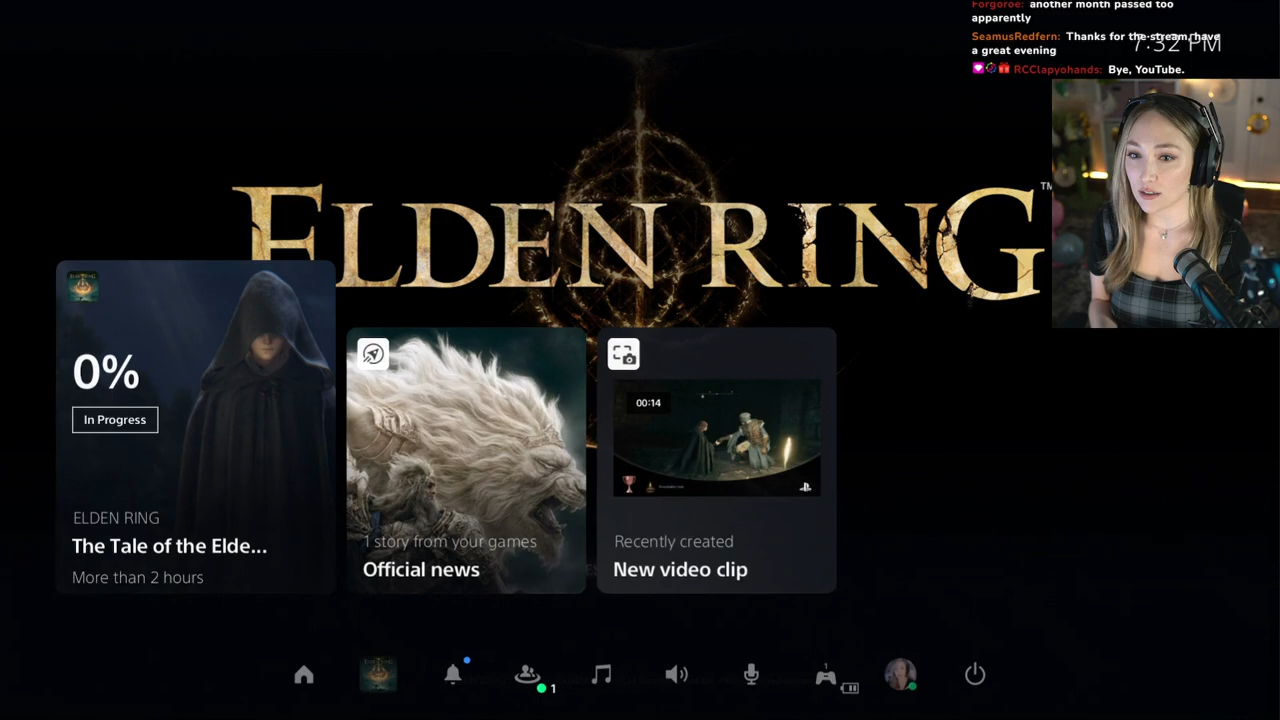 Forgoroe: another month passed too
apparently
SeamusRedfern: Thanks for the stream, have
a great evening
7:32 PM
RCClapyohands: Bye, YouTube.
ELDEN RING
TM
0%
In Progress
ELDEN RING
The Tale of the Elde...
More than 2 hours
1 story from your games
Official news
00:14
Recently created
New video clip
1